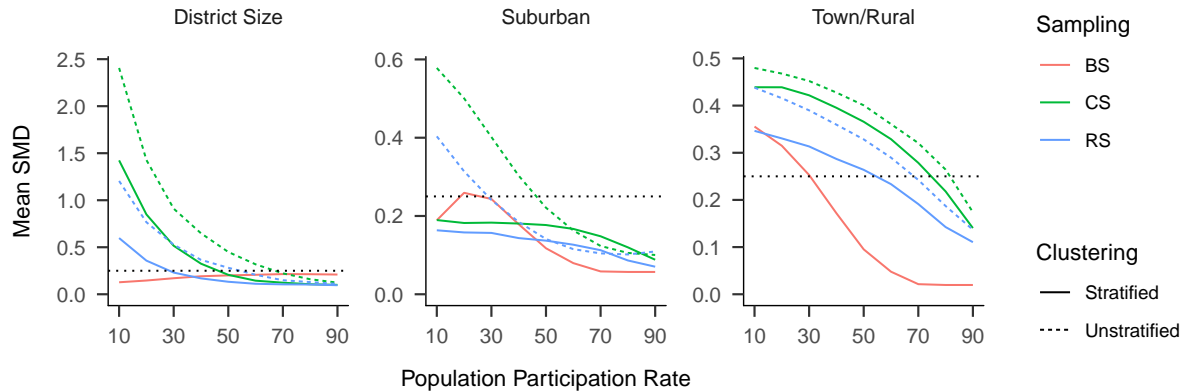 District Size
Suburban
Town/Rural
Mean SMD
2.5
2.0
1.5
1.0
0.5
0.0
10 30 50 70 90
0.6
0.4
0.2
0.0
10 30 50 70 90
0.5
0.4
0.3
0.2
0.1
0.0
10 30 50 70 90
Population Participation Rate
Sampling
BS
CS
RS
Clustering
Stratified
Unstratified